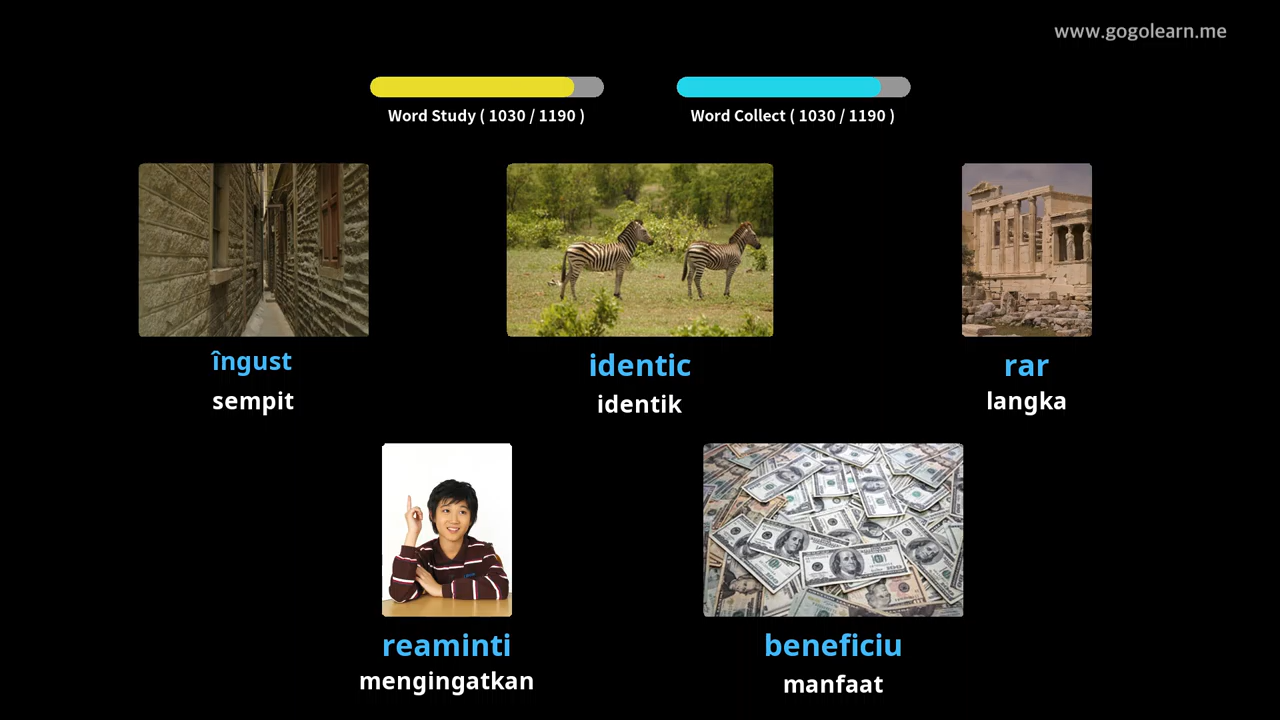 www.gogolearn.me
Word Study ( 1030 / 1190 )
Word Collect ( 1030 / 1190 )
îngust
sempit
identic
identik
rar
langka
reaminti
mengingatkan
beneficiu
manfaat